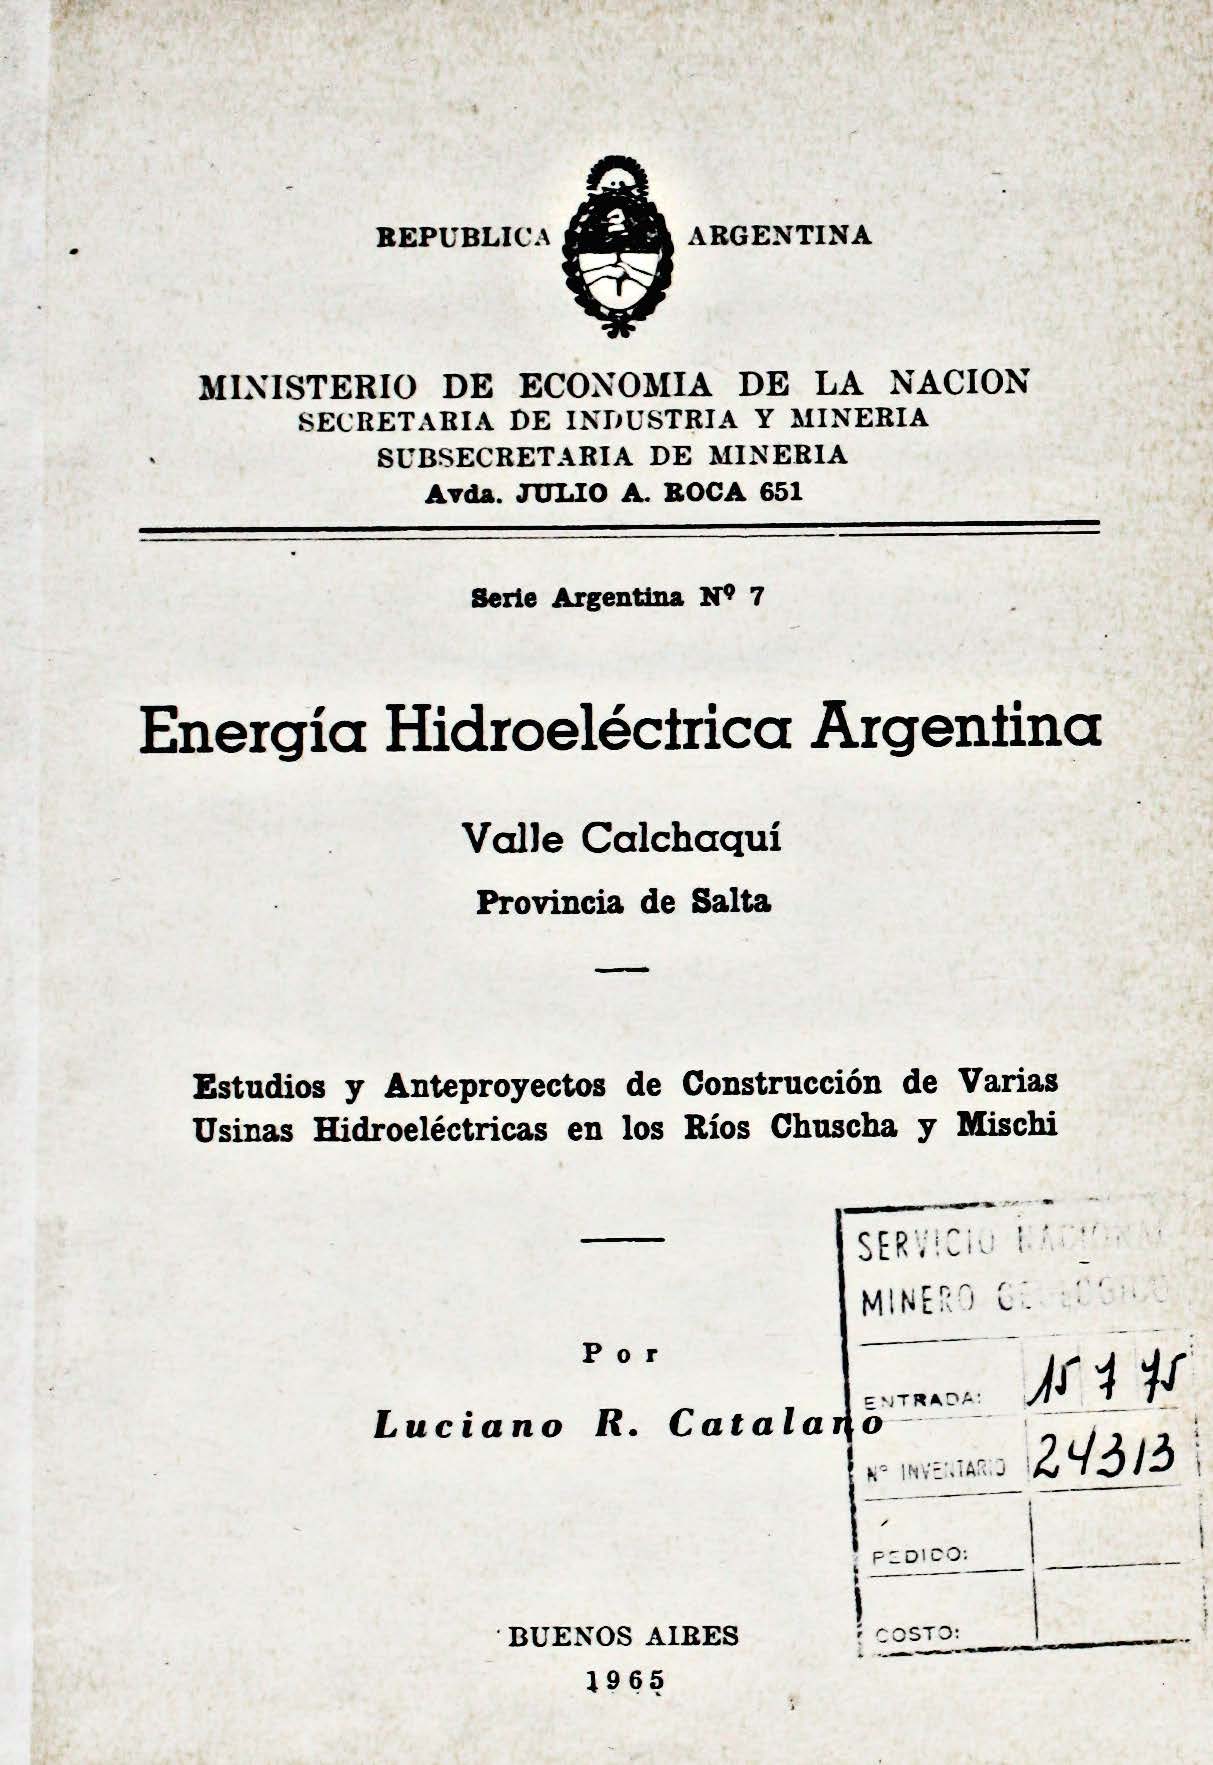 REPUBLICA ARGENTINA
MINISTERIO DE ECONOMIA DE LA NACION
SECRETARIA DE INDUSTRIA Y MINERIA
SUBSECRETARIA DE MINERIA
Avda. JULIO A. ROCA 651
Serie Argentina Nº 7
Energía Hidroeléctrica Argentina
Valle Calchaquí
Provincia de Salta
Estudios y Anteproyectos de Construcción de Varias
Usinas Hidroeléctricas en los Ríos Chuscha y Mischi
Por
Luciano R. Catalano
BUENOS AIRES
1965
SERVICIO NACIONAL
MINERO GEOLOGICO
ENTRADA: 15 7 75
Nº INVENTARIO 24313
PEDIDO:
COSTO: